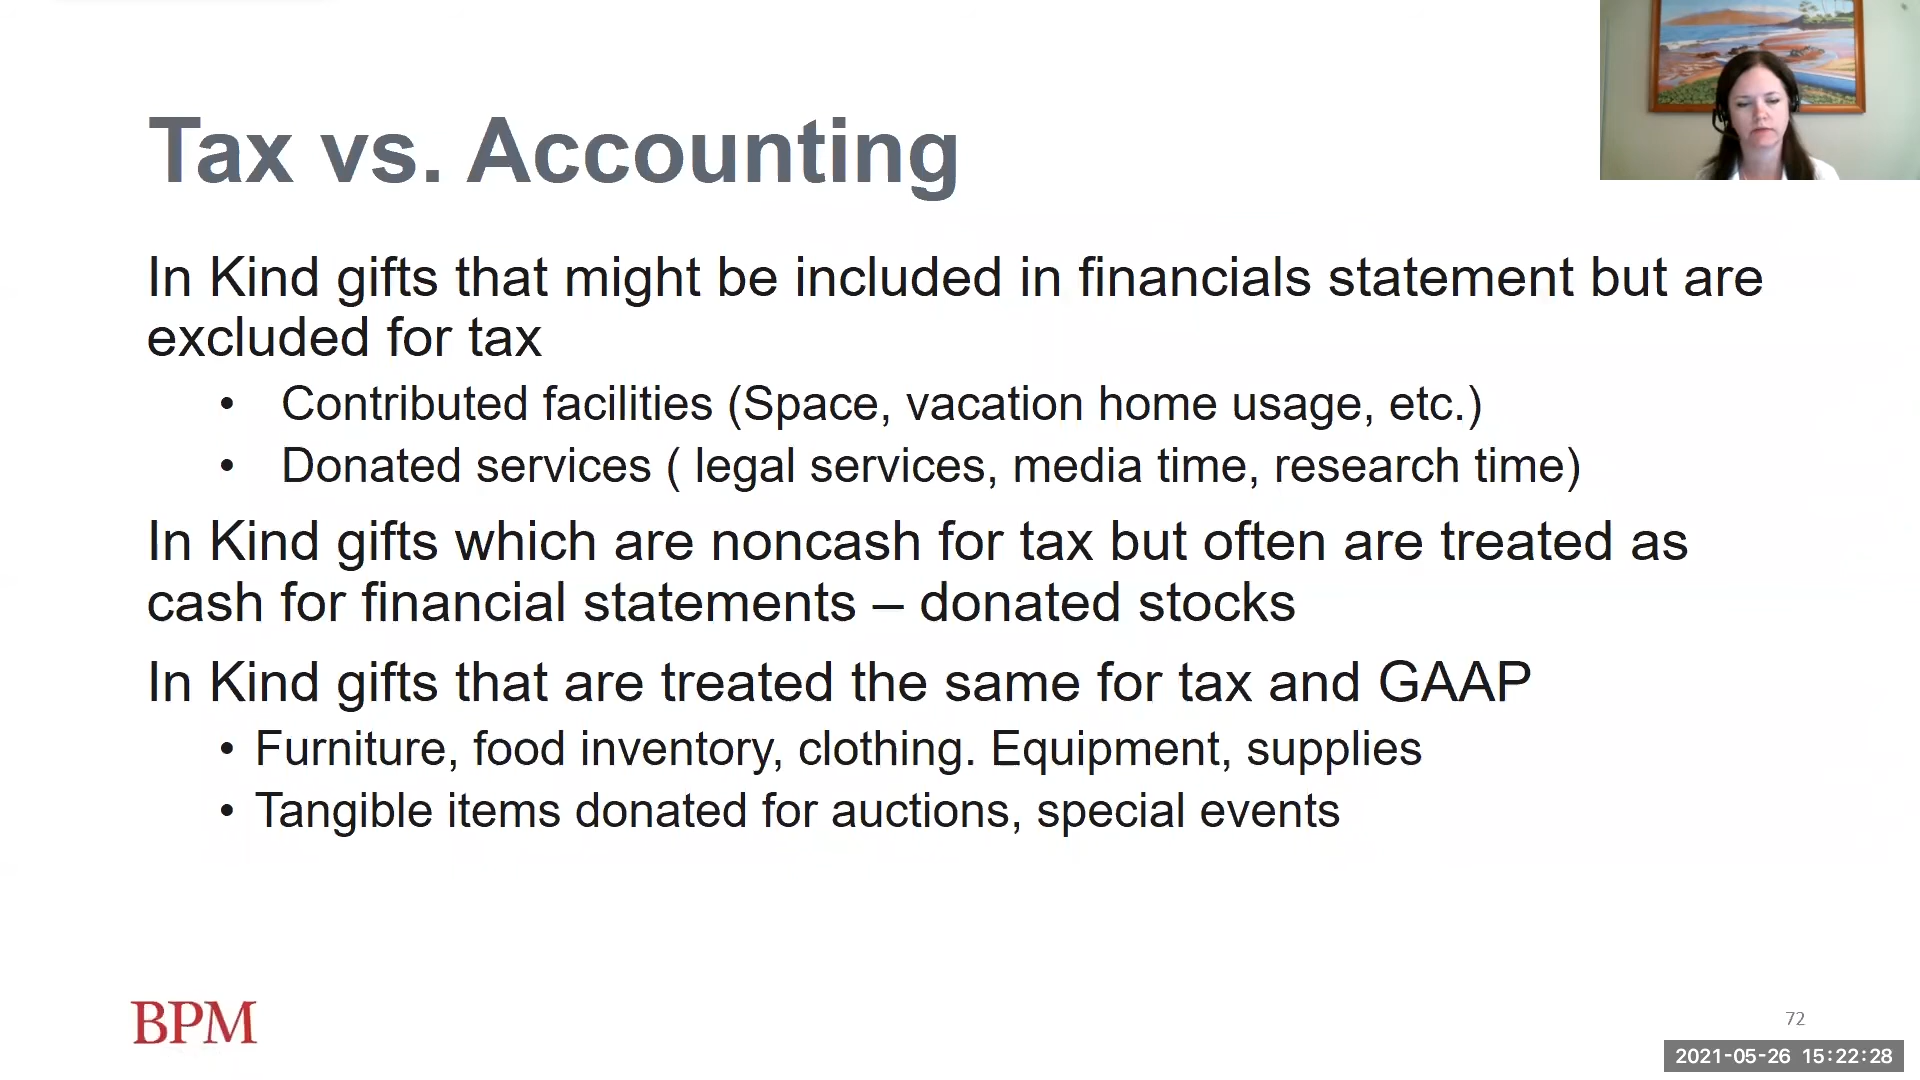 Tax vs. Accounting
In Kind gifts that might be included in financials statement but are
excluded for tax
• Contributed facilities (Space, vacation home usage, etc.)
• Donated services ( legal services, media time, research time)
In Kind gifts which are noncash for tax but often are treated as
cash for financial statements – donated stocks
In Kind gifts that are treated the same for tax and GAAP
• Furniture, food inventory, clothing. Equipment, supplies
• Tangible items donated for auctions, special events
BPM
72
2021-05-26 15:22:28